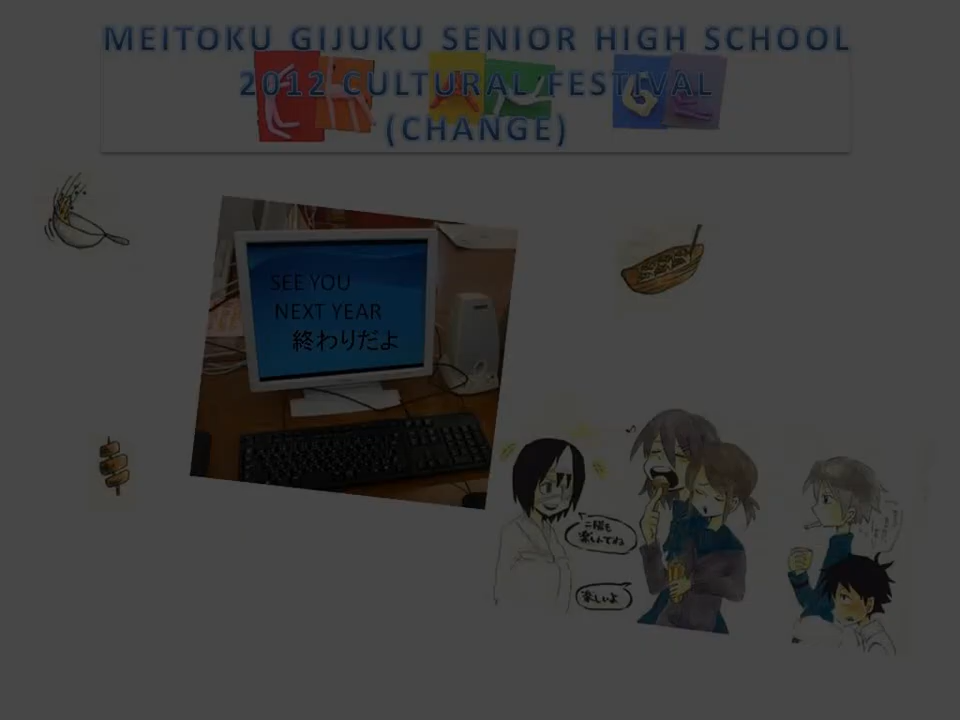 MEITOKU GIJUKU SENIOR HIGH SCHOOL
2012 CULTURAL FESTIVAL
(CHANGE)
SEE YOU
NEXT YEAR
終わりだよ
二人も
楽しんでね
楽しいよ